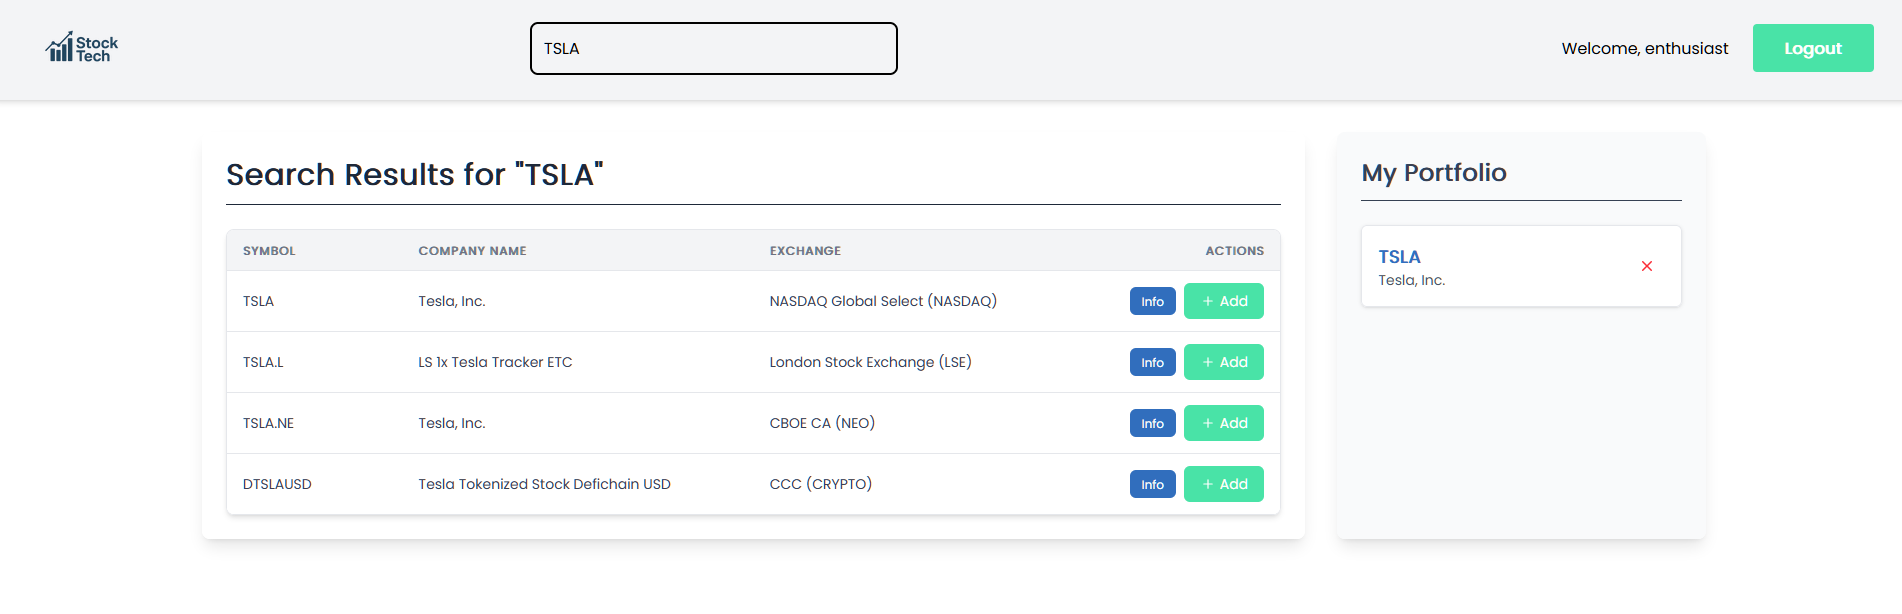 Stock
Tech
TSLA
Welcome, enthusiast
Logout
Search Results for "TSLA"
SYMBOL COMPANY NAME EXCHANGE ACTIONS
TSLA Tesla, Inc. NASDAQ Global Select (NASDAQ) Info + Add
TSLA.L LS 1x Tesla Tracker ETC London Stock Exchange (LSE) Info + Add
TSLA.NE Tesla, Inc. CBOE CA (NEO) Info + Add
DTSLAUSD Tesla Tokenized Stock Defichain USD CCC (CRYPTO) Info + Add
My Portfolio
TSLA
Tesla, Inc.